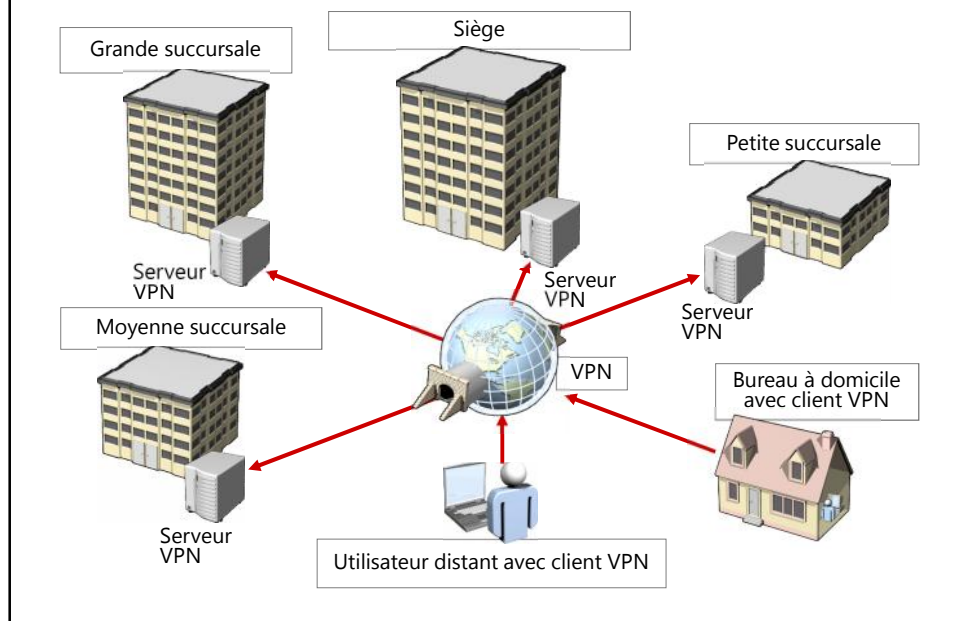 Siège
Grande succursale
Petite succursale
Serveur
VPN
Serveur
VPN
Serveur
VPN
Moyenne succursale
VPN
Bureau à domicile
avec client VPN
Serveur
VPN
Utilisateur distant avec client VPN